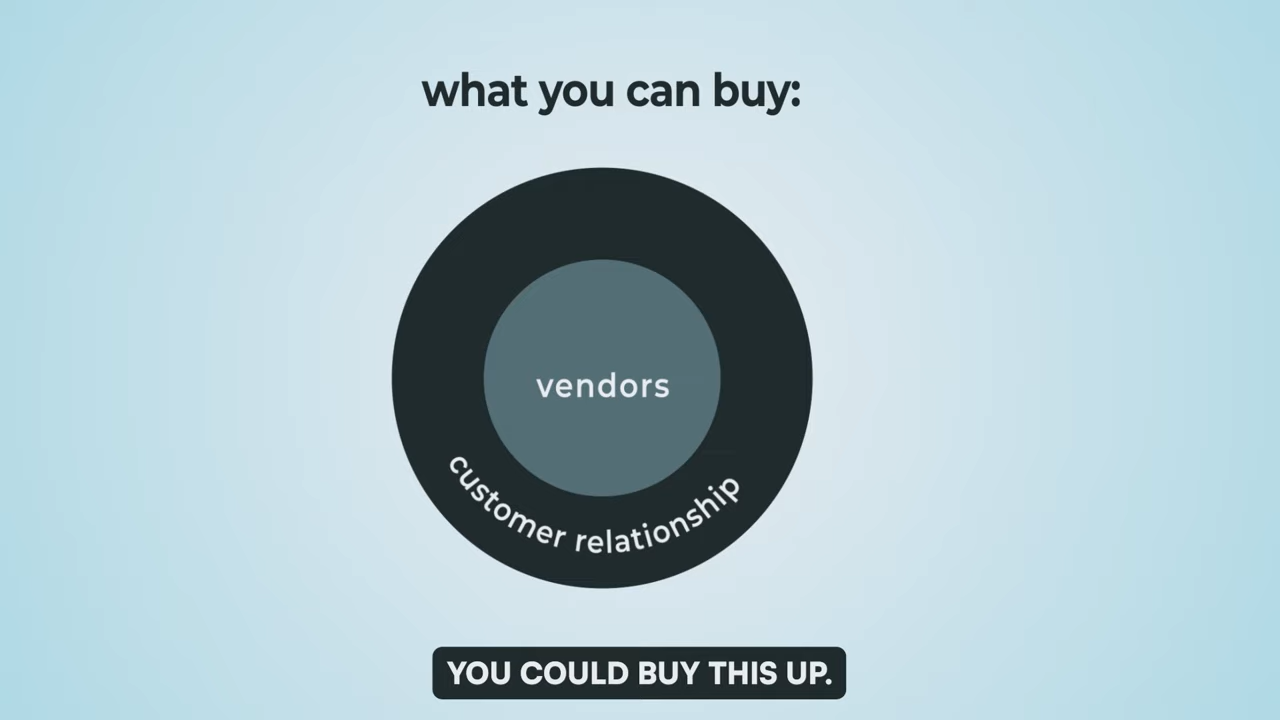 what you can buy:
vendors
customer relationship
YOU COULD BUY THIS UP.